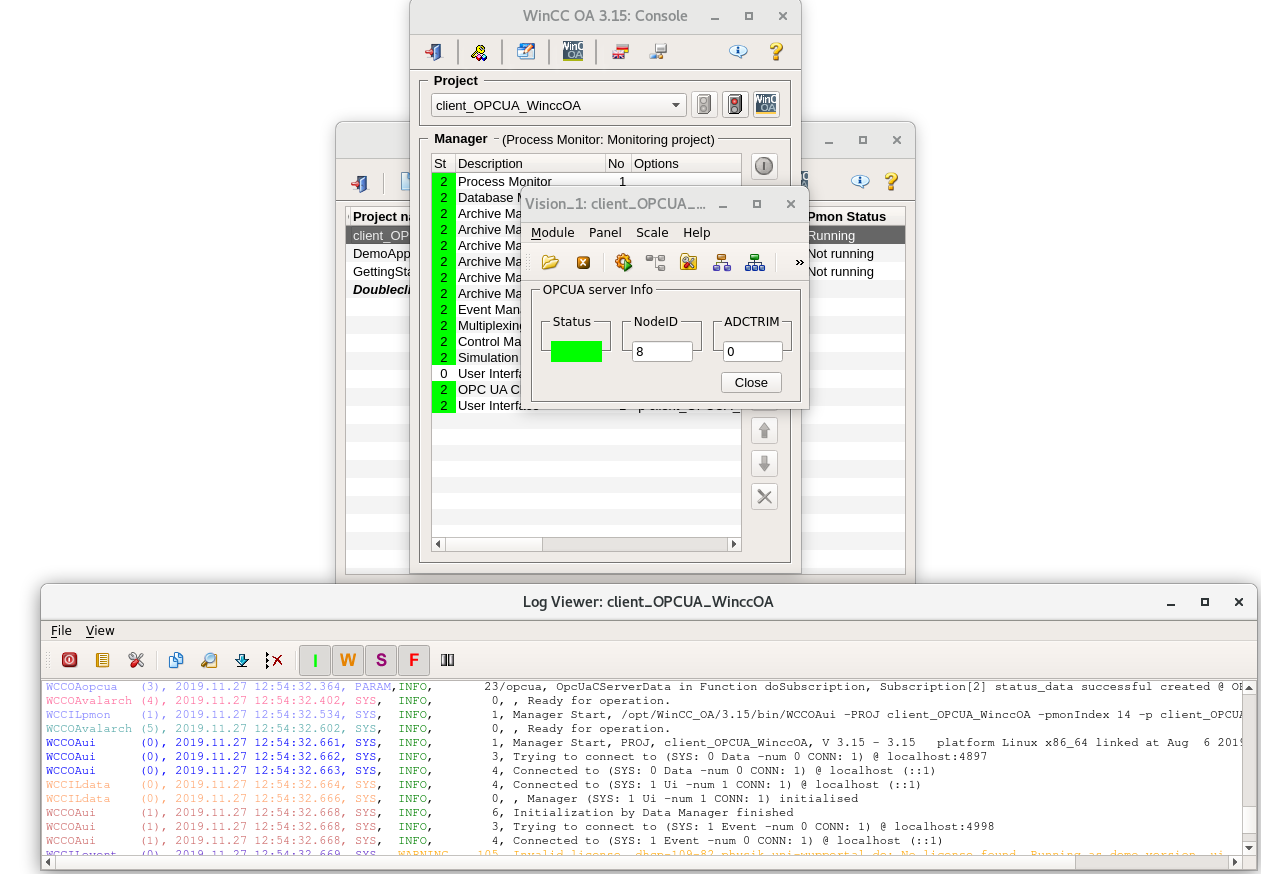 WinCC OA 3.15: Console
WinC
OA
Project
client_OPCUA_WinccOA
WinC
OA
Manager
(Process Monitor: Monitoring project)
St Description No Options
2 Process Monitor 1
2 Database
2 Archive Ma
2 Archive Ma
2 Archive Ma
2 Archive Ma
2 Archive Ma
2 Archive Ma
2 Event Man
2 Multiplexing
2 Control Ma
2 Simulation
0 User Interfa
2 OPC UA C
2 User Interface
Project na
client_OP
DemoApp
GettingSta
Doublecli
Pmon Status
Running
Not running
Not running
Vision_1: client_OPCUA_...
Module Panel Scale Help
»
OPCUA server Info
Status NodeID ADCTRIM
8 0
Close
Log Viewer: client_OPCUA_WinccOA
File View
I W S F
WCCOAopcua (3), 2019.11.27 12:54:32.364, PARAM,INFO, 23/opcua, OpcUaCServerData in Function doSubscription, Subscription[2] status_data successful created @ OP
WCCOAvalarch (4), 2019.11.27 12:54:32.402, SYS, INFO, 0, , Ready for operation.
WCCILpmon (1), 2019.11.27 12:54:32.534, SYS, INFO, 1, Manager Start, /opt/WinCC_OA/3.15/bin/WCCOAui -PROJ client_OPCUA_WinccOA -pmonIndex 14 -p client_OPCUA
WCCOAvalarch (5), 2019.11.27 12:54:32.602, SYS, INFO, 0, , Ready for operation.
WCCOAui (0), 2019.11.27 12:54:32.661, SYS, INFO, 1, Manager Start, PROJ, client_OPCUA_WinccOA, V 3.15 - 3.15 platform Linux x86_64 linked at Aug 6 2019
WCCOAui (0), 2019.11.27 12:54:32.662, SYS, INFO, 3, Trying to connect to (SYS: 0 Data -num 0 CONN: 1) @ localhost:4897
WCCOAui (0), 2019.11.27 12:54:32.663, SYS, INFO, 4, Connected to (SYS: 0 Data -num 0 CONN: 1) @ localhost (::1)
WCCILdata (0), 2019.11.27 12:54:32.664, SYS, INFO, 4, Connected to (SYS: 1 Ui -num 0 CONN: 1) @ localhost (::1)
WCCILdata (0), 2019.11.27 12:54:32.666, SYS, INFO, 0, , Manager (SYS: 1 Ui -num 1 CONN: 1) initialised
WCCOAui (1), 2019.11.27 12:54:32.668, SYS, INFO, 6, Initialization by Data Manager finished
WCCOAui (1), 2019.11.27 12:54:32.668, SYS, INFO, 3, Trying to connect to (SYS: 1 Event -num 0 CONN: 1) @ localhost:4998
WCCOAui (1), 2019.11.27 12:54:32.668, SYS, INFO, 4, Connected to (SYS: 1 Event -num 0 CONN: 1) @ localhost (::1)